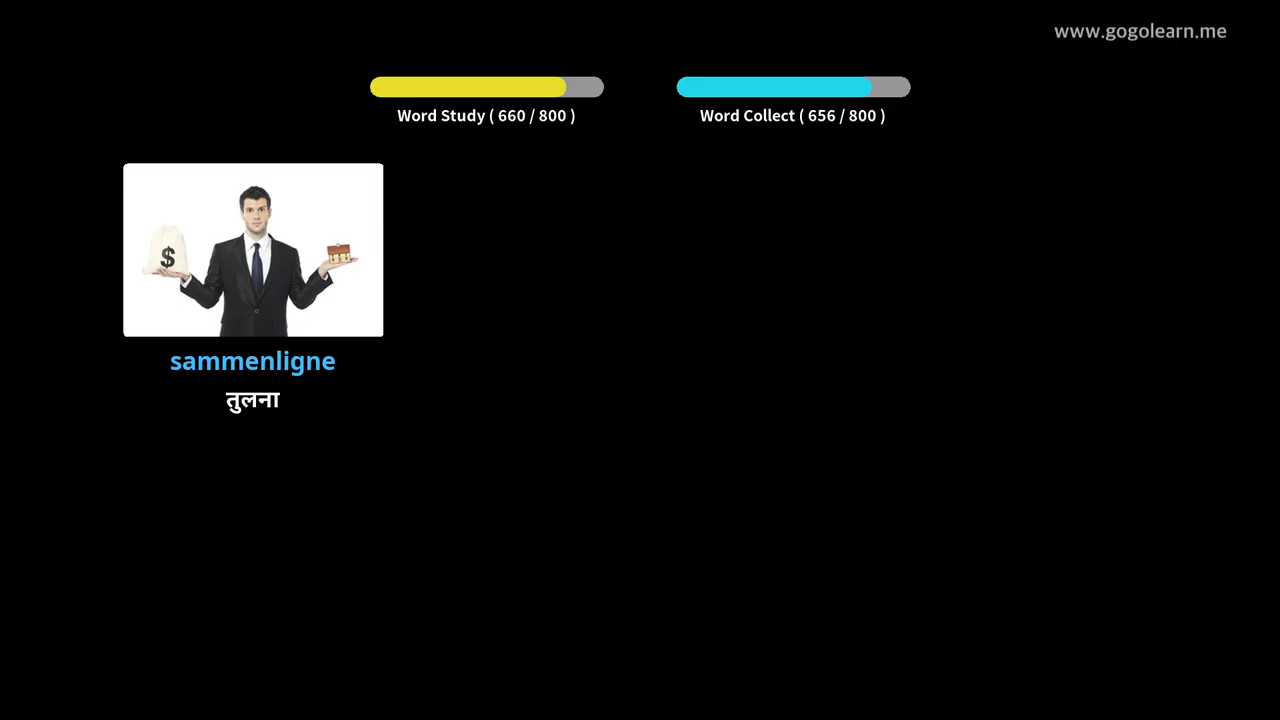 www.gogolearn.me
Word Study ( 660 / 800 )
Word Collect ( 656 / 800 )
$
sammenligne
तुलना